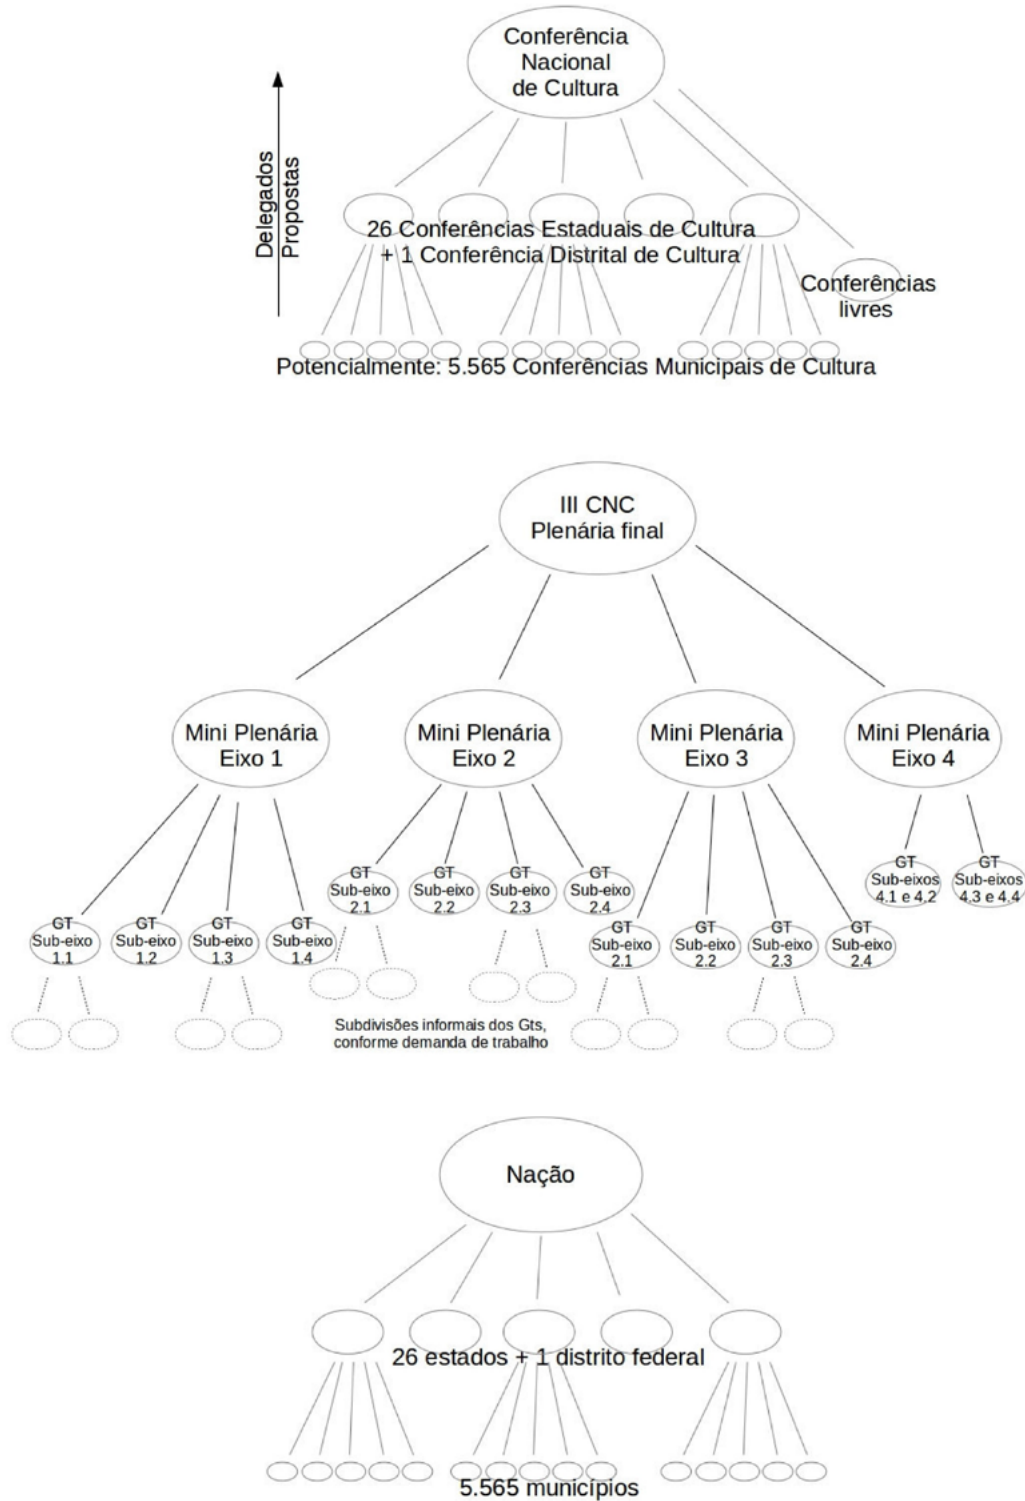 Conferência
Nacional
de Cultura
Delegados
Propostas
26 Conferências Estaduais de Cultura
+ 1 Conferência Distrital de Cultura
Conferências
livres
Potencialmente: 5.565 Conferências Municipais de Cultura
III CNC
Plenária final
Mini Plenária
Eixo 1
Mini Plenária
Eixo 2
Mini Plenária
Eixo 3
Mini Plenária
Eixo 4
GT
Sub-eixo
1.1
GT
Sub-eixo
1.2
GT
Sub-eixo
1.3
GT
Sub-eixo
1.4
GT
Sub-eixo
2.1
GT
Sub-eixo
2.2
GT
Sub-eixo
2.3
GT
Sub-eixo
2.4
GT
Sub-eixo
2.1
GT
Sub-eixo
2.2
GT
Sub-eixo
2.3
GT
Sub-eixo
2.4
GT
Sub-eixos
4.1 e 4.2
GT
Sub-eixos
4.3 e 4.4
Subdivisões informais dos Gts,
conforme demanda de trabalho
Nação
26 estados + 1 distrito federal
5.565 municípios